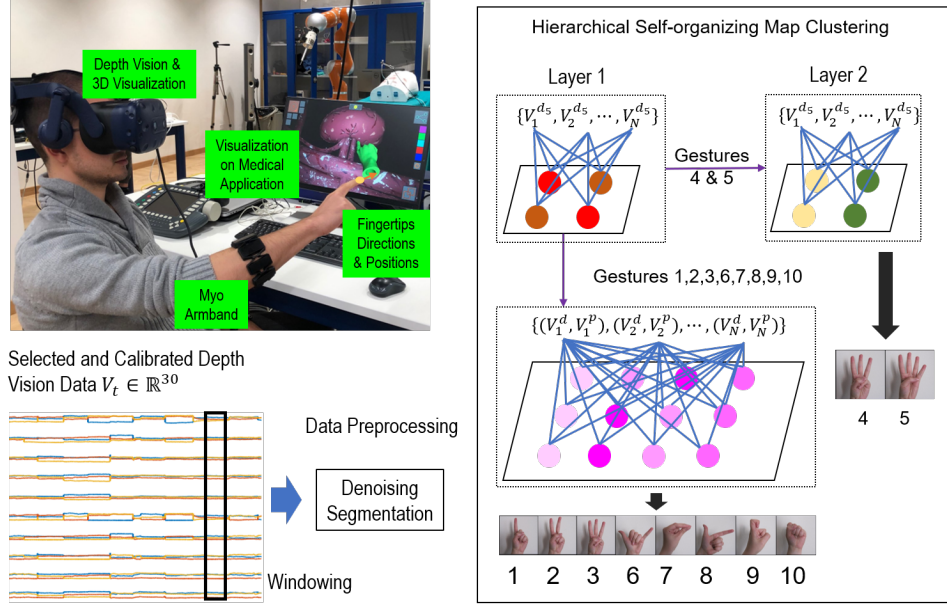 Depth Vision &
3D Visualization
Visualization
on Medical
Application
Fingertips
Directions
& Positions
Myo
Armband
Selected and Calibrated Depth
Vision Data V_t ∈ ℝ^30
Data Preprocessing
Denoising
Segmentation
Windowing
Hierarchical Self-organizing Map Clustering
Layer 1
Layer 2
{V_1^{d_5}, V_2^{d_5}, ⋯, V_N^{d_5}}
{V_1^{d_5}, V_2^{d_5}, ⋯, V_N^{d_5}}
Gestures
4 & 5
Gestures 1,2,3,6,7,8,9,10
{(V_1^d, V_1^p), (V_2^d, V_2^p), ⋯, (V_N^d, V_N^p)}
4 5
1 2 3 6 7 8 9 10